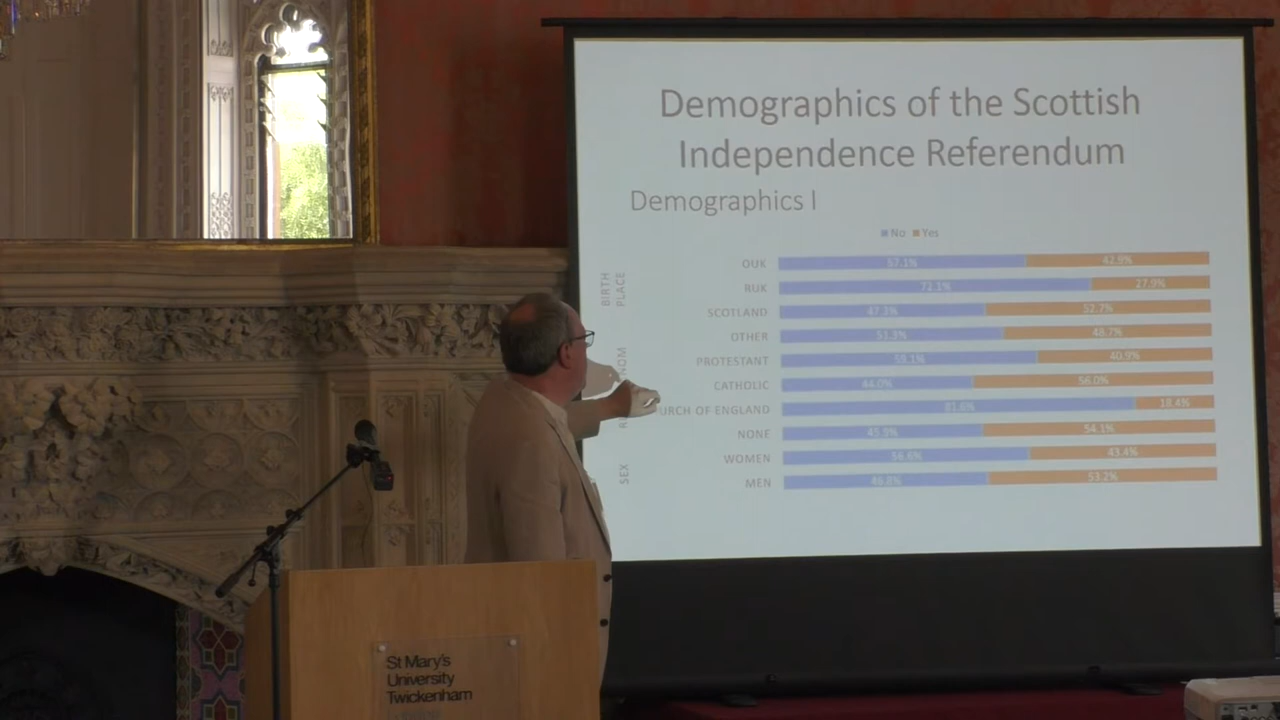 Demographics of the Scottish
Independence Referendum
Demographics I
No Yes
BIRTH
PLACE
OUK 57.1% 42.9%
RUK 72.1% 27.9%
SCOTLAND 47.3% 52.7%
OTHER 51.3% 48.7%
PROTESTANT 59.1% 40.9%
CATHOLIC 44.0% 56.0%
URCH OF ENGLAND 81.6% 18.4%
NONE 45.9% 54.1%
SEX
WOMEN 56.6% 43.4%
MEN 46.8% 53.2%
St Mary's
University
Twickenham